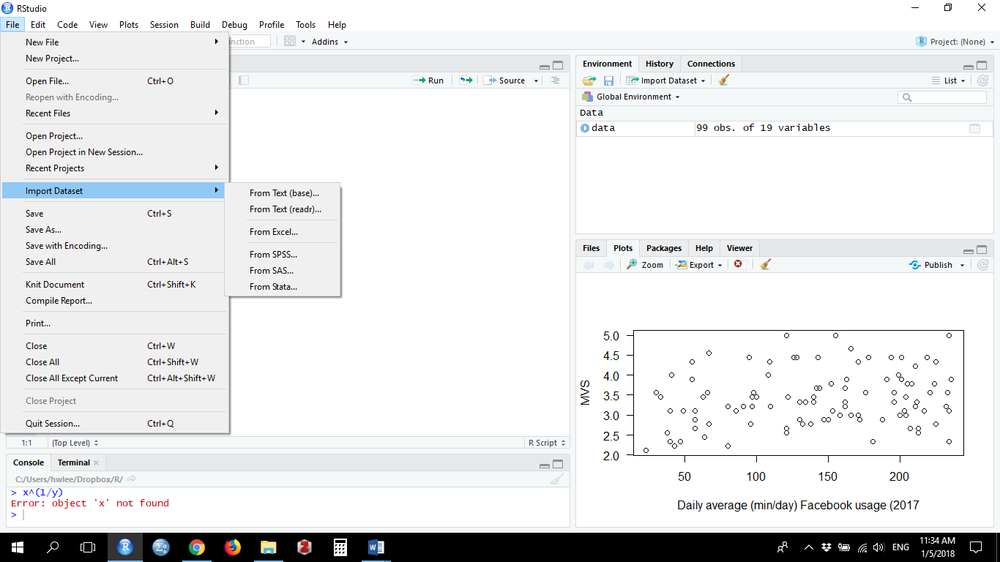 RStudio
File Edit Code View Plots Session Build Debug Profile Tools Help
nction Addins Project: (None)
New File
New Project...
Open File... Ctrl+O
Reopen with Encoding...
Recent Files
Open Project...
Open Project in New Session...
Recent Projects
Import Dataset
Save Ctrl+S
Save As...
Save with Encoding...
Save All Ctrl+Alt+S
Knit Document Ctrl+Shift+K
Compile Report...
Print...
Close Ctrl+W
Close All Ctrl+Shift+W
Close All Except Current Ctrl+Alt+Shift+W
Close Project
Quit Session... Ctrl+Q
From Text (base)...
From Text (readr)...
From Excel...
From SPSS...
From SAS...
From Stata...
Run Source
1:1 (Top Level) R Script
Console Terminal
C:/Users/hwlee/Dropbox/R/
> x^(1/y)
Error: object 'x' not found
>
Environment History Connections
Import Dataset List
Global Environment
Data
data 99 obs. of 19 variables
Files Plots Packages Help Viewer
Zoom Export Publish
5.0
4.5
4.0
3.5
3.0
2.5
2.0
MVS
50 100 150 200
Daily average (min/day) Facebook usage (2017
ENG
11:34 AM
1/5/2018